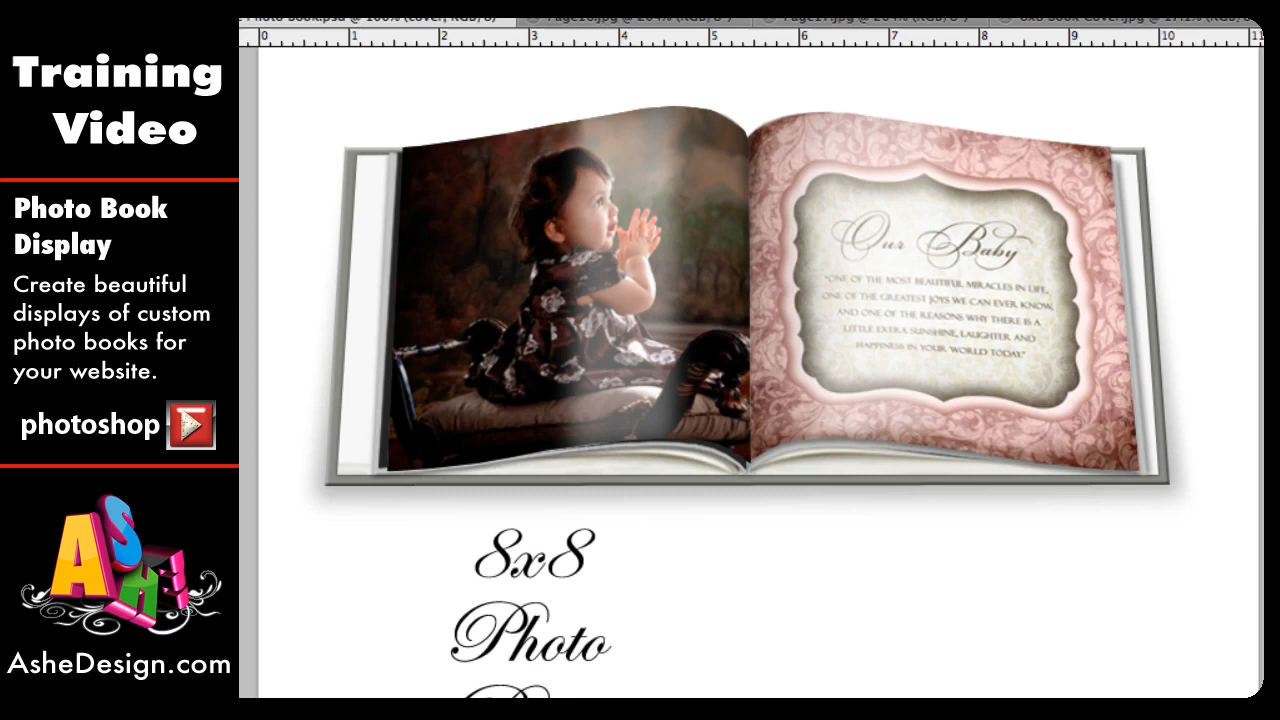 Training
Video
Photo Book
Display
Create beautiful
displays of custom
photo books for
your website.
photoshop
ASHE
AsheDesign.com
0 1 2 3 4 5 6 7 8 9 10 11
Our Baby
"ONE OF THE MOST BEAUTIFUL MIRACLES IN LIFE,
ONE OF THE GREATEST JOYS WE CAN EVER KNOW,
AND ONE OF THE REASONS WHY THERE IS A
LITTLE EXTRA SUNSHINE, LAUGHTER AND
HAPPINESS IN YOUR WORLD TODAY."
8x8
Photo